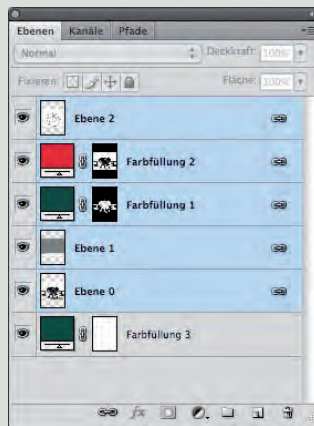 Ebenen Kanäle Pfade
Normal Deckkraft: 100%
Fixieren: Fläche: 100%
Ebene 2
Farbfüllung 2
Farbfüllung 1
Ebene 1
Ebene 0
Farbfüllung 3
fx